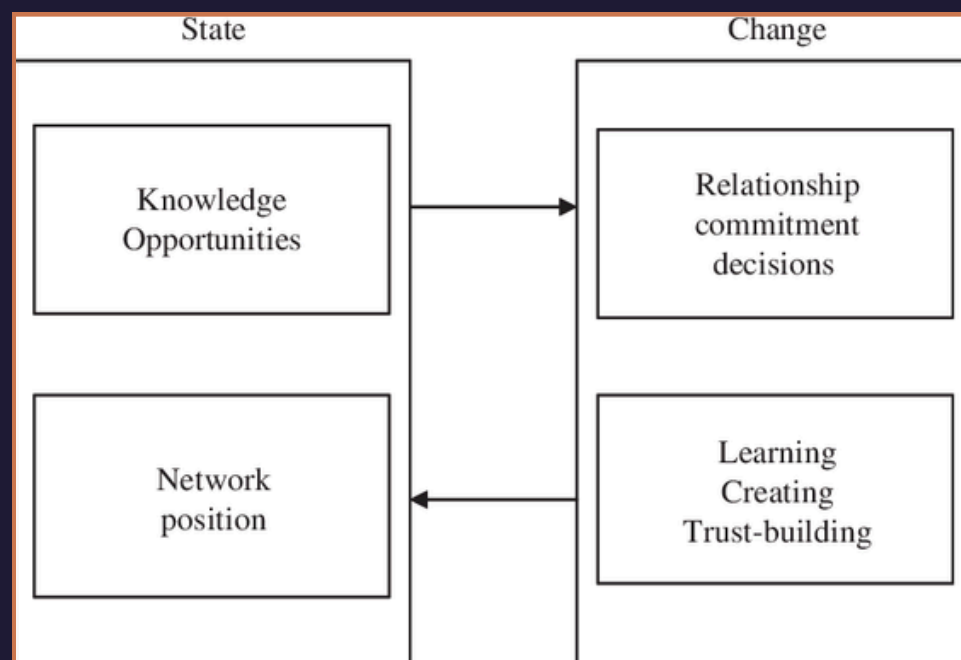 State
Change
Knowledge
Opportunities
Relationship
commitment
decisions
Network
position
Learning
Creating
Trust-building